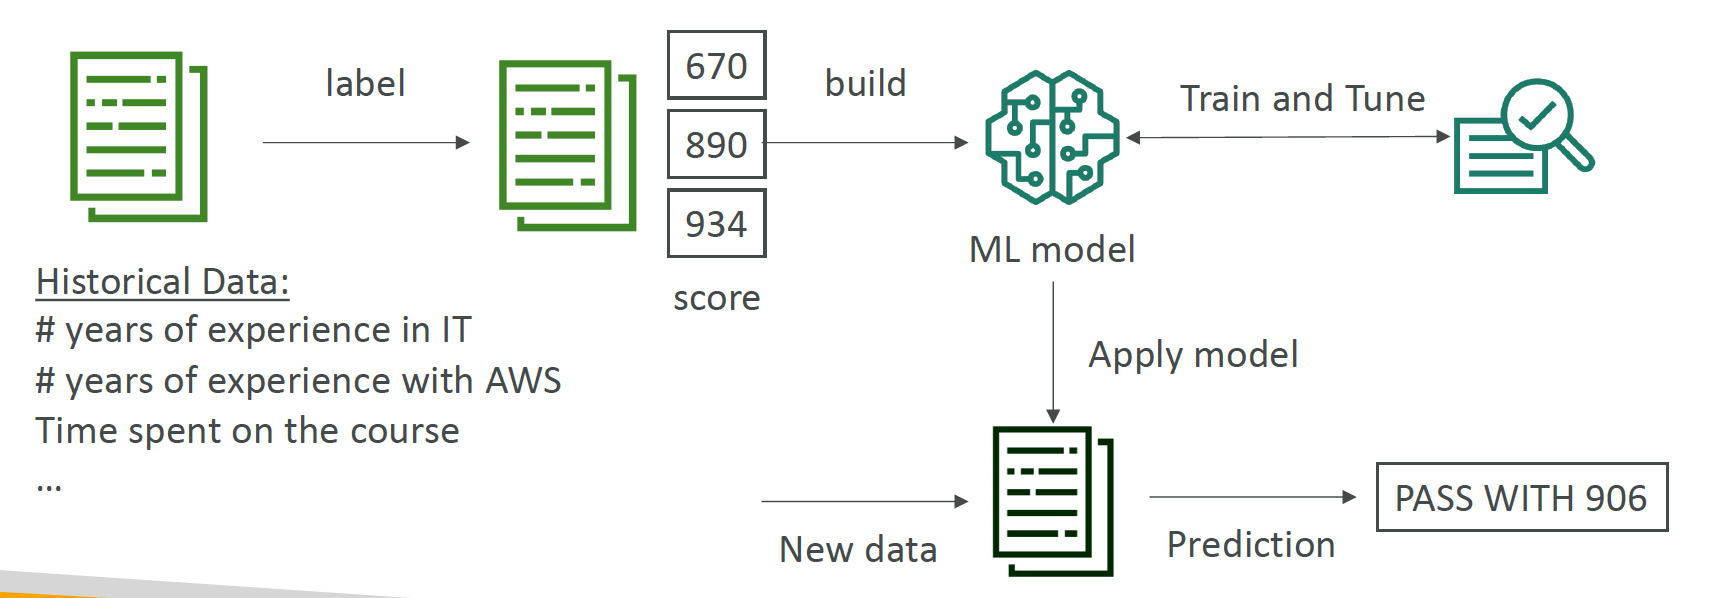 label
670
890
934
score
build
Train and Tune
ML model
Historical Data:
# years of experience in IT
# years of experience with AWS
Time spent on the course
...
Apply model
New data
Prediction
PASS WITH 906